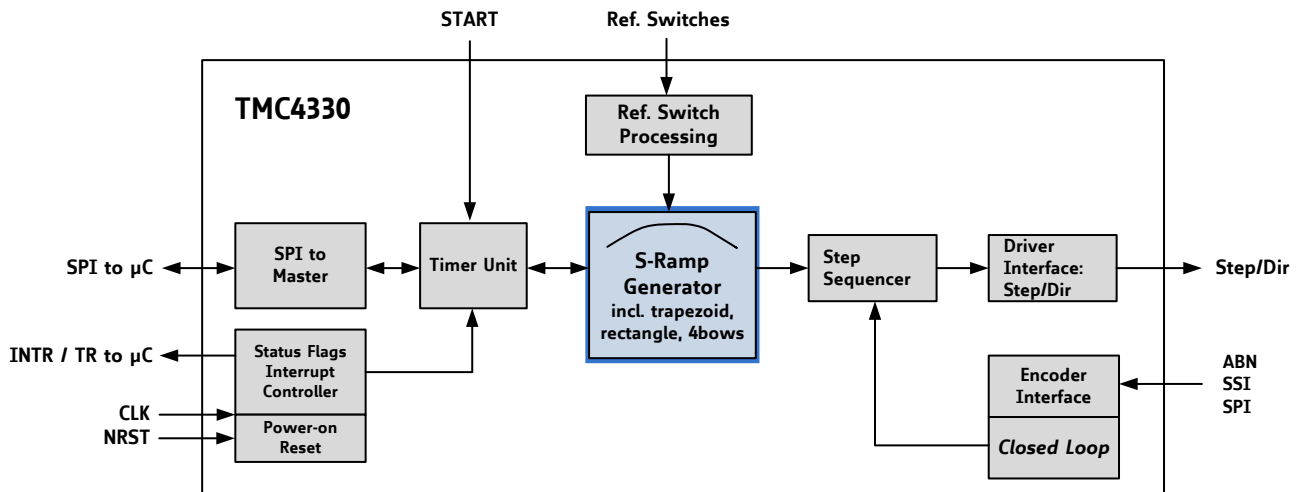 START
Ref. Switches
TMC4330
Ref. Switch
Processing
SPI to µC
SPI to
Master
Timer Unit
S-Ramp
Generator
incl. trapezoid,
rectangle, 4bows
Step
Sequencer
Driver
Interface:
Step/Dir
Step/Dir
INTR / TR to µC
Status Flags
Interrupt
Controller
CLK
NRST
Power-on
Reset
Encoder
Interface
Closed Loop
ABN
SSI
SPI